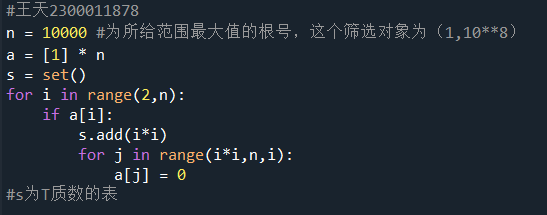 #王天2300011878
n = 10000 #为所给范围最大值的根号，这个筛选对象为（1,10**8）
a = [1] * n
s = set()
for i in range(2,n):
    if a[i]:
        s.add(i*i)
        for j in range(i*i,n,i):
            a[j] = 0
#s为T质数的表